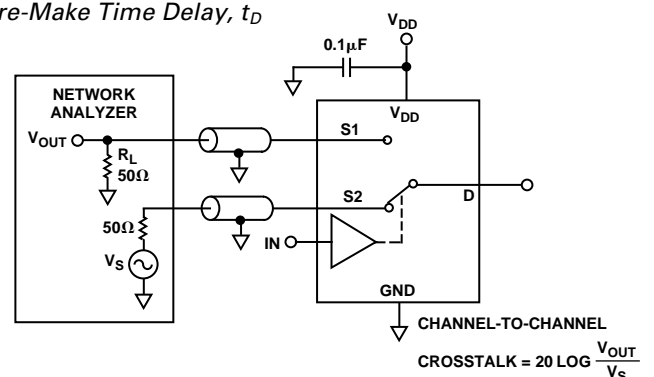 re-Make Time Delay, tD
VDD
0.1μF
NETWORK
ANALYZER
VDD
VOUT
S1
RL
50Ω
S2
D
50Ω
IN
VS
GND
CHANNEL-TO-CHANNEL
CROSSTALK = 20 LOG VOUT
VS